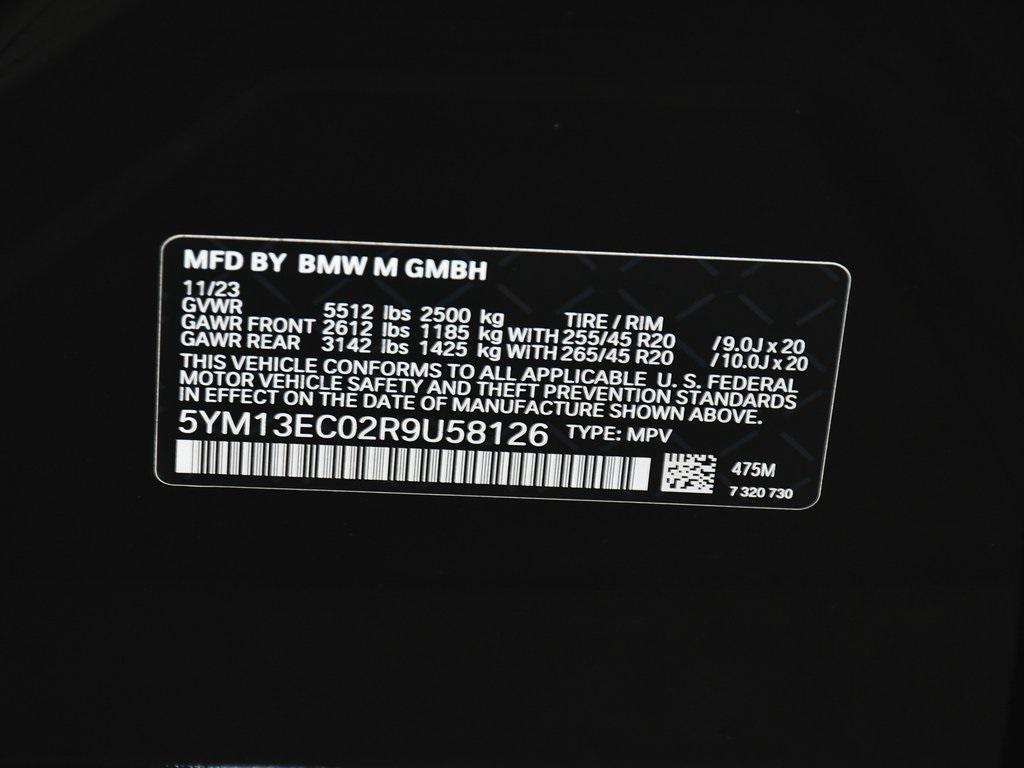 MFD BY BMW M GMBH
11/23
GVWR 5512 lbs 2500 kg TIRE / RIM
GAWR FRONT 2612 lbs 1185 kg WITH 255/45 R20 /9.0J x 20
GAWR REAR 3142 lbs 1425 kg WITH 265/45 R20 /10.0J x 20
THIS VEHICLE CONFORMS TO ALL APPLICABLE U. S. FEDERAL
MOTOR VEHICLE SAFETY AND THEFT PREVENTION STANDARDS
IN EFFECT ON THE DATE OF MANUFACTURE SHOWN ABOVE.
5YM13EC02R9U58126 TYPE: MPV
475M
7 320 730